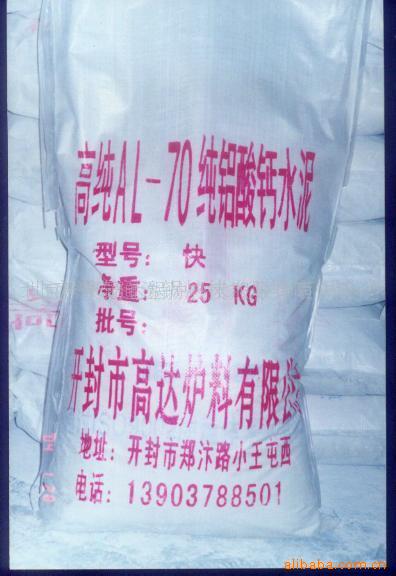 高纯AL-70纯铝酸钙水泥
型号: 快
重: 25 KG
批号:
开封市高达炉料有限公
地址: 开封市郑汴路小王屯西
电话: 13903788501
alibaba.com.cn